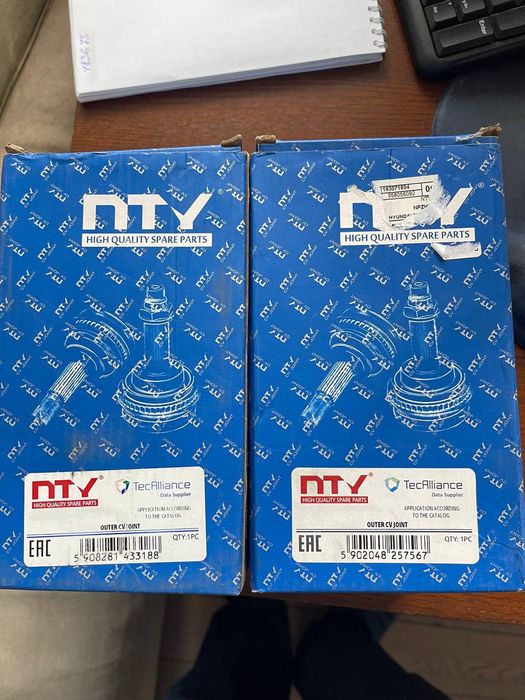 NTY
HIGH QUALITY SPARE PARTS
NTY®
HIGH QUALITY SPARE PARTS
TecAlliance
Data Supplier
APPLICATION ACCORDING
TO THE CATALOG
OUTER CV JOINT
EAC
QTY:1PC
5 908281 433188
193071804
NTY
HIGH QUALITY SPARE PARTS
NTY®
HIGH QUALITY SPARE PARTS
TecAlliance
Data Supplier
APPLICATION ACCORDING
TO THE CATALOG
OUTER CV JOINT
EAC
QTY:1PC
5 902048 257567
Enter